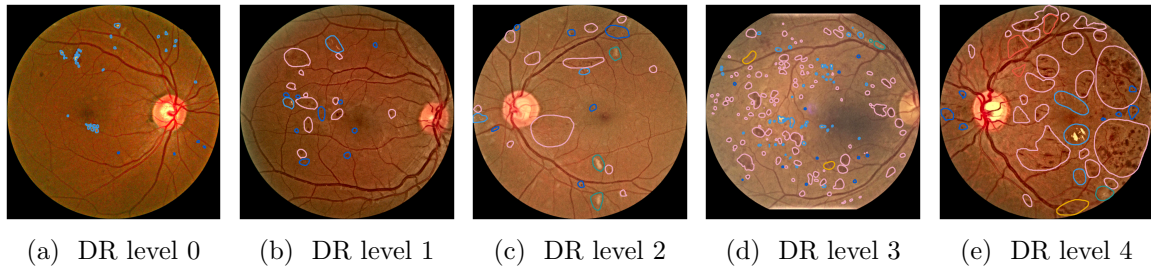 (a) DR level 0
(b) DR level 1
(c) DR level 2
(d) DR level 3
(e) DR level 4